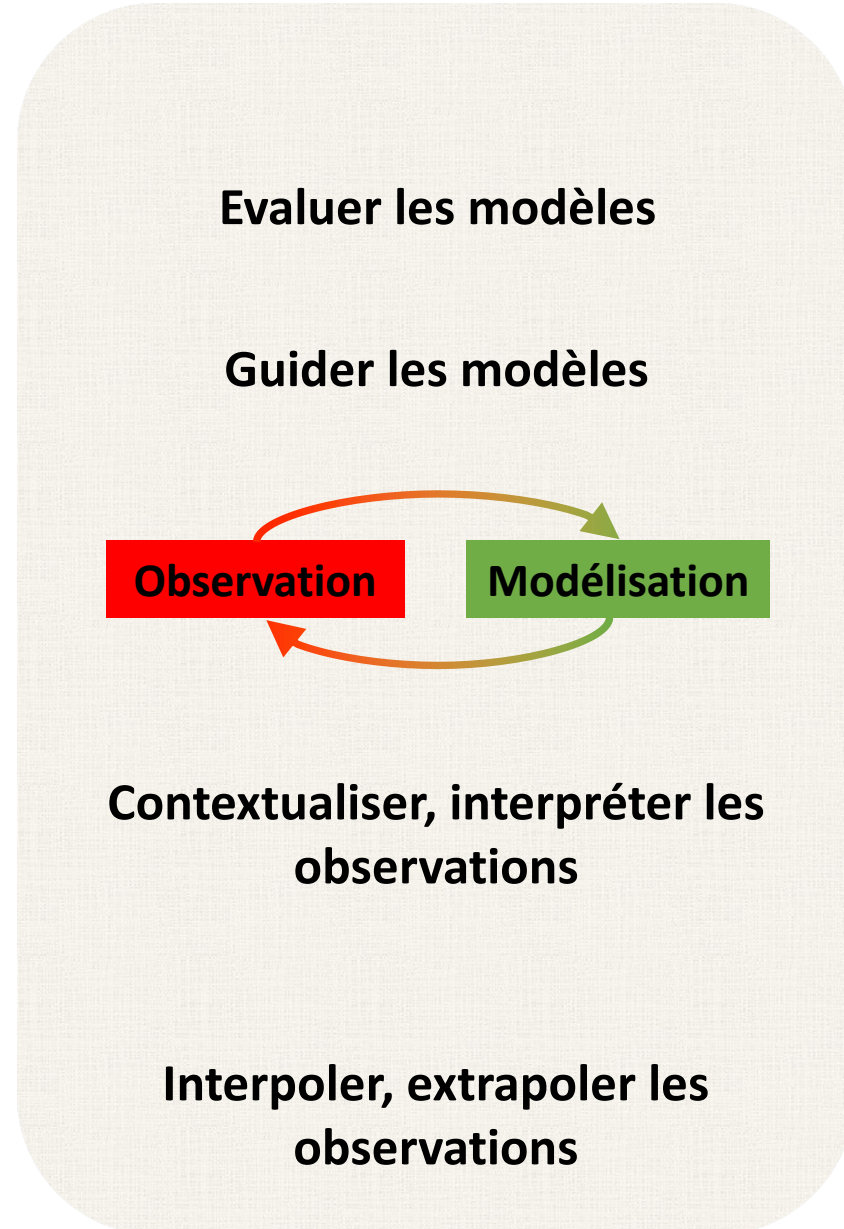 Evaluer les modèles
Guider les modèles
Observation
Modélisation
Contextualiser, interpréter les
observations
Interpoler, extrapoler les
observations